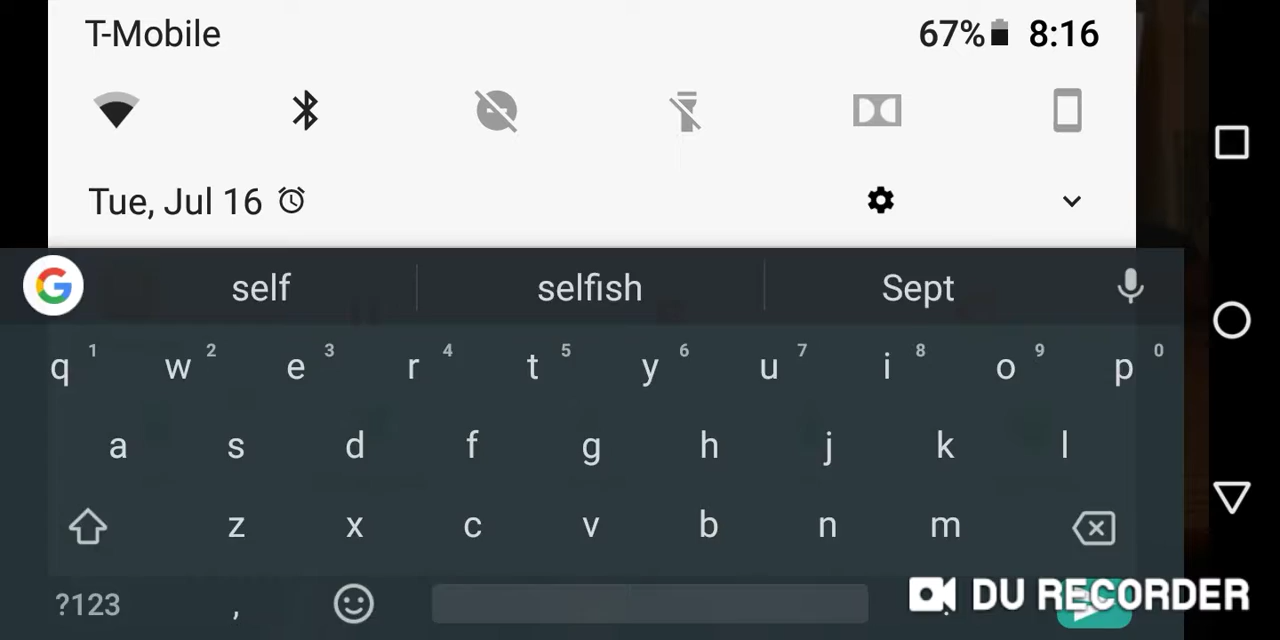 T-Mobile 67% 8:16
Tue, Jul 16
self selfish Sept
q 1 w 2 e 3 r 4 t 5 y 6 u 7 i 8 o 9 p 0
a s d f g h j k l
z x c v b n m
?123 , . DU RECORDER